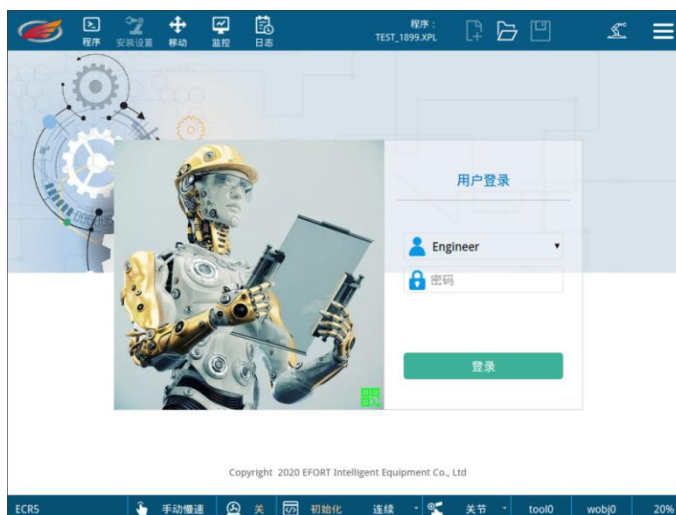 程序
安装设置
移动
监控
日志
程序：
TEST_1899.XPL
用户登录
Engineer
密码
登录
Copyright 2020 EFORT Intelligent Equipment Co., Ltd
ECR5 手动慢速 关 初始化 连续 关节 tool0 wobj0 20%